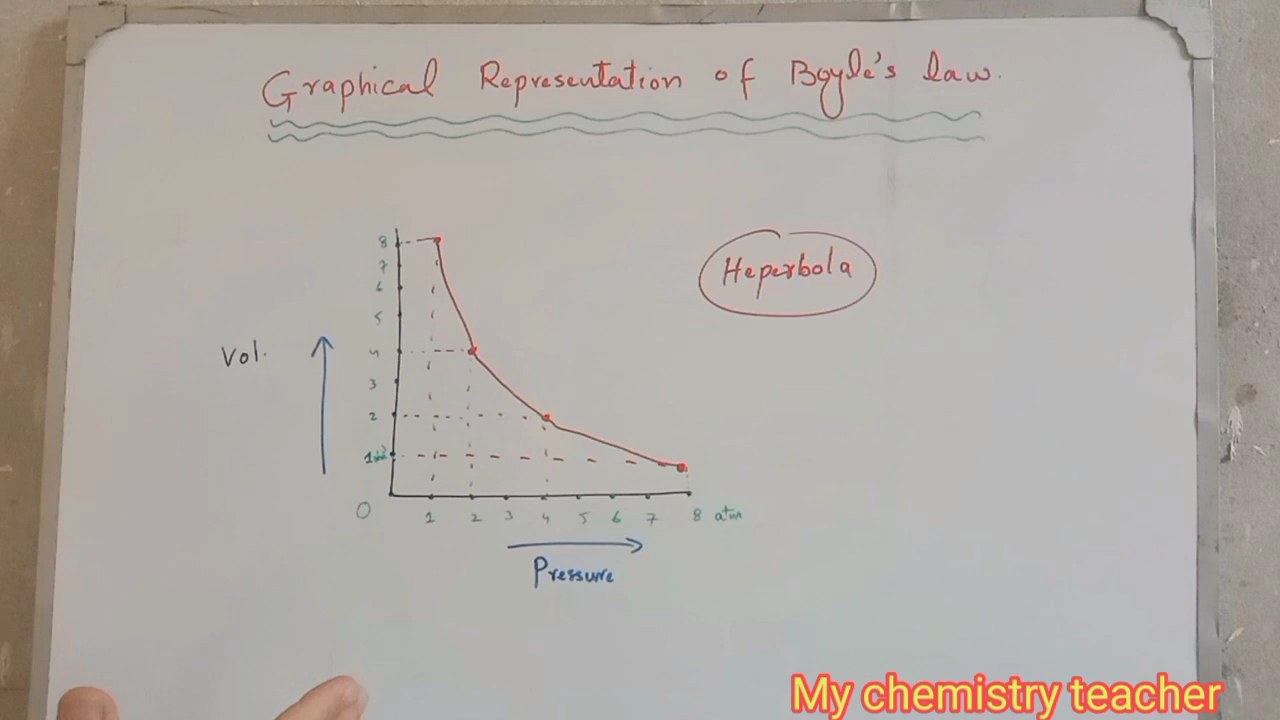 Graphical Representation of Boyle's law.
Heperbola
Vol.
8
7
6
5
4
3
2
1
0
1 2 3 4 5 6 7 8 atm
Pressure
My chemistry teacher